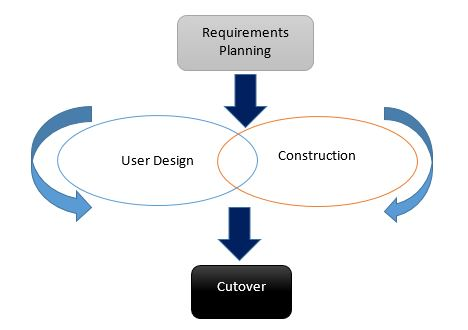 Requirements
Planning
User Design
Construction
Cutover